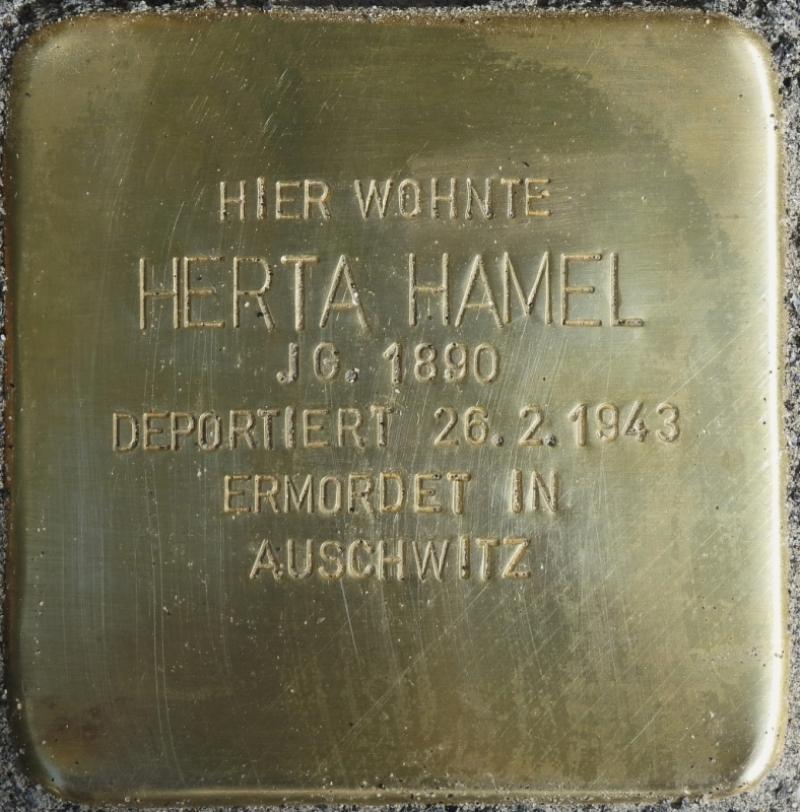 HIER WOHNTE
HERTA HAMEL
JG. 1890
DEPORTIERT 26.2.1943
ERMORDET IN
AUSCHWITZ